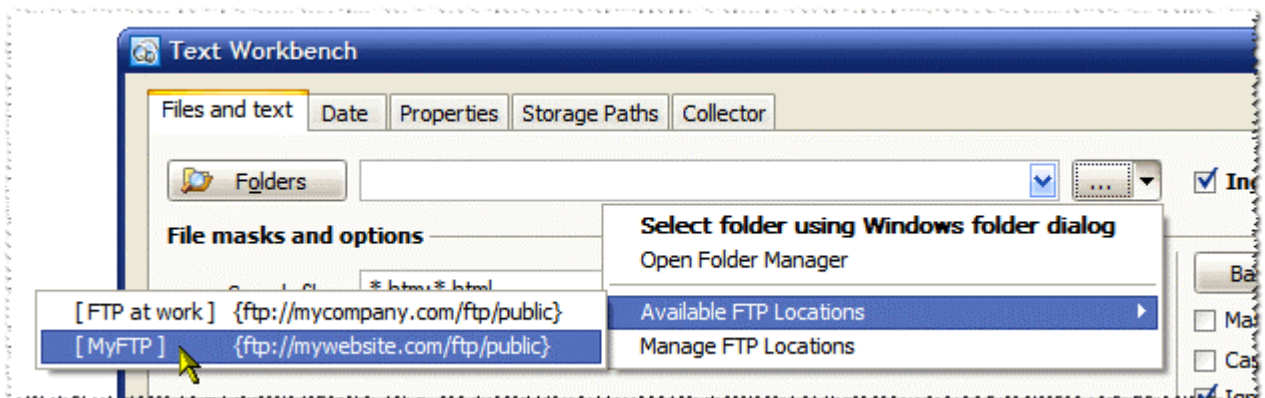 Text Workbench
Files and text Date Properties Storage Paths Collector
Folders ...
Select folder using Windows folder dialog
File masks and options
Open Folder Manager
*.htm;*.html
Available FTP Locations
Manage FTP Locations
[ FTP at work ] {ftp://mycompany.com/ftp/public}
[ MyFTP ] {ftp://mywebsite.com/ftp/public}